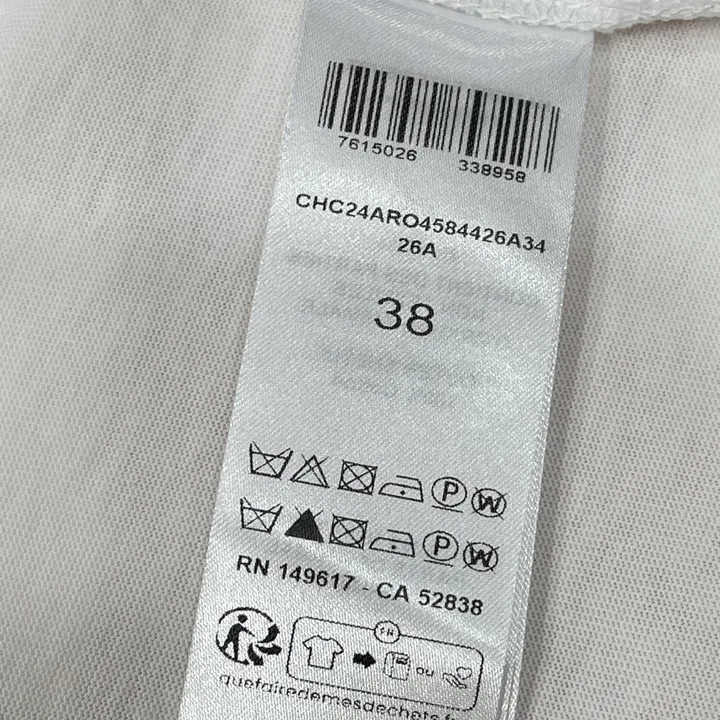 7615026 338958
CHC24ARO4584426A34
26A
38
P W
P W
RN 149617 - CA 52838
FR
ou
quefairedemesdechets.fr